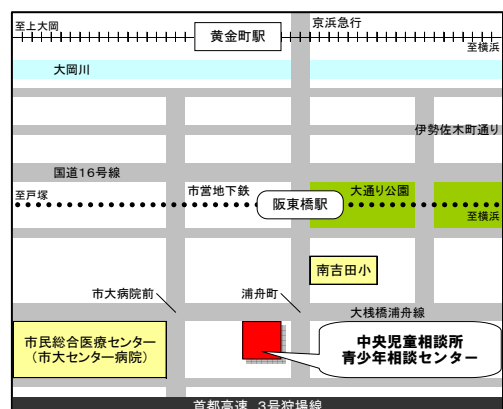 至上大岡
黄金町駅
京浜急行
至横浜
大岡川
伊勢佐木町通り
国道16号線
至戸塚
市営地下鉄
阪東橋駅
大通り公園
至横浜
南吉田小
市大病院前
浦舟町
大桟橋浦舟線
市民総合医療センター
（市大センター病院）
中央児童相談所
青少年相談センター
首都高速 3号狩場線